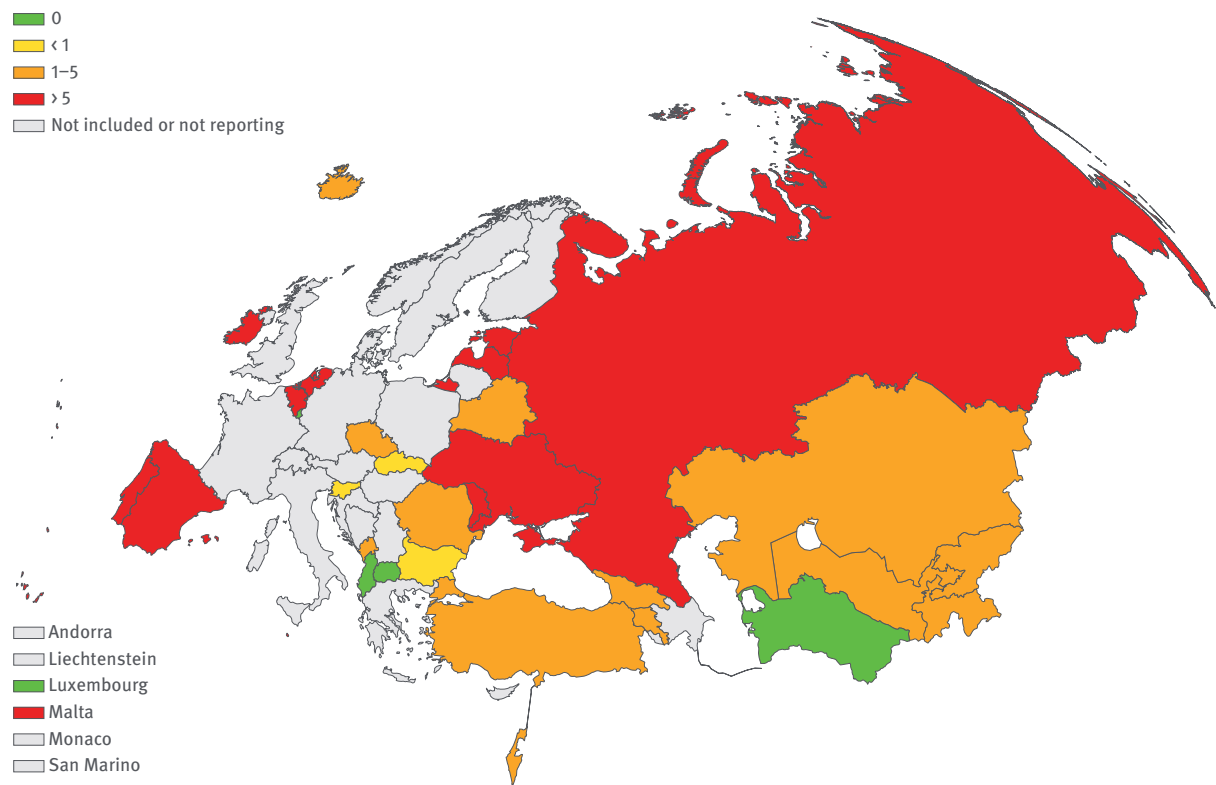 0
< 1
1–5
> 5
Not included or not reporting
Andorra
Liechtenstein
Luxembourg
Malta
Monaco
San Marino